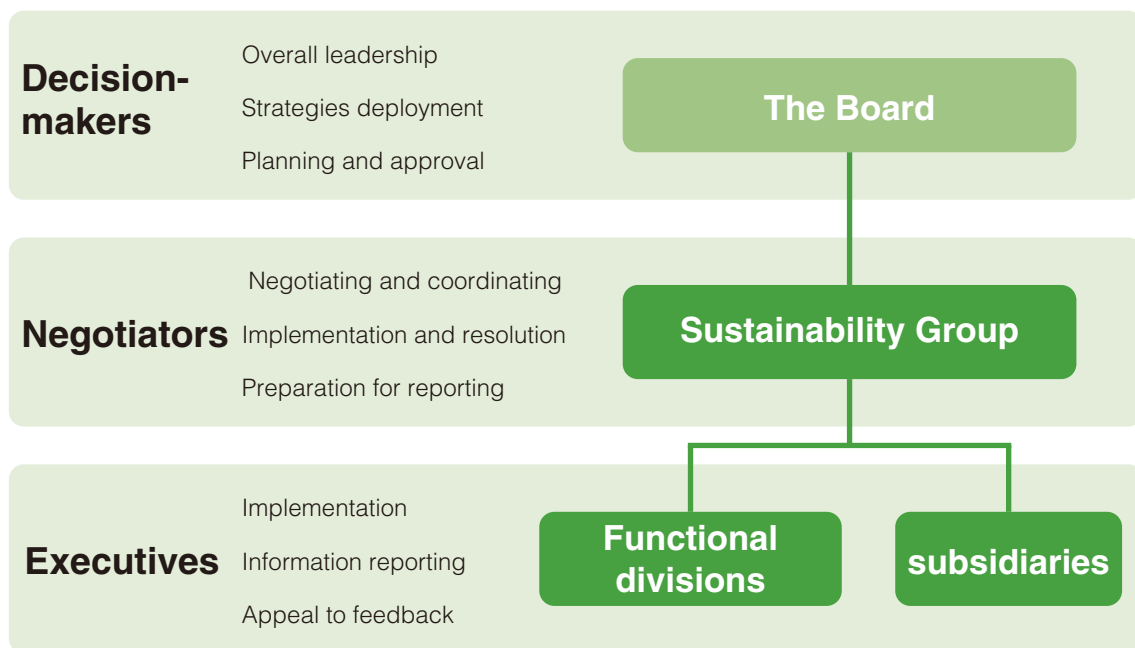 Decision-
makers
Overall leadership
Strategies deployment
Planning and approval
The Board
Negotiators
Negotiating and coordinating
Implementation and resolution
Preparation for reporting
Sustainability Group
Executives
Implementation
Information reporting
Appeal to feedback
Functional
divisions
subsidiaries